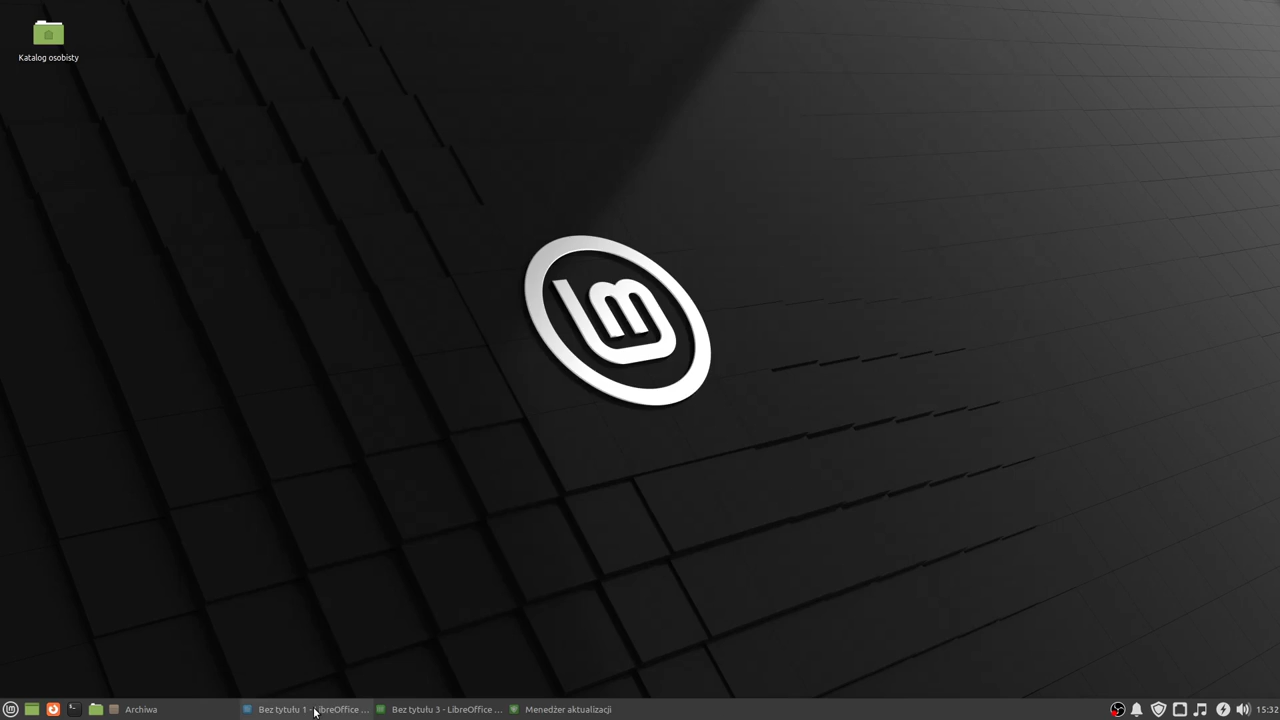 Katalog osobisty
Archiwa
Bez tytułu 1 - LibreOffice ...
Bez tytułu 3 - LibreOffice ...
Menedżer aktualizacji
15:32